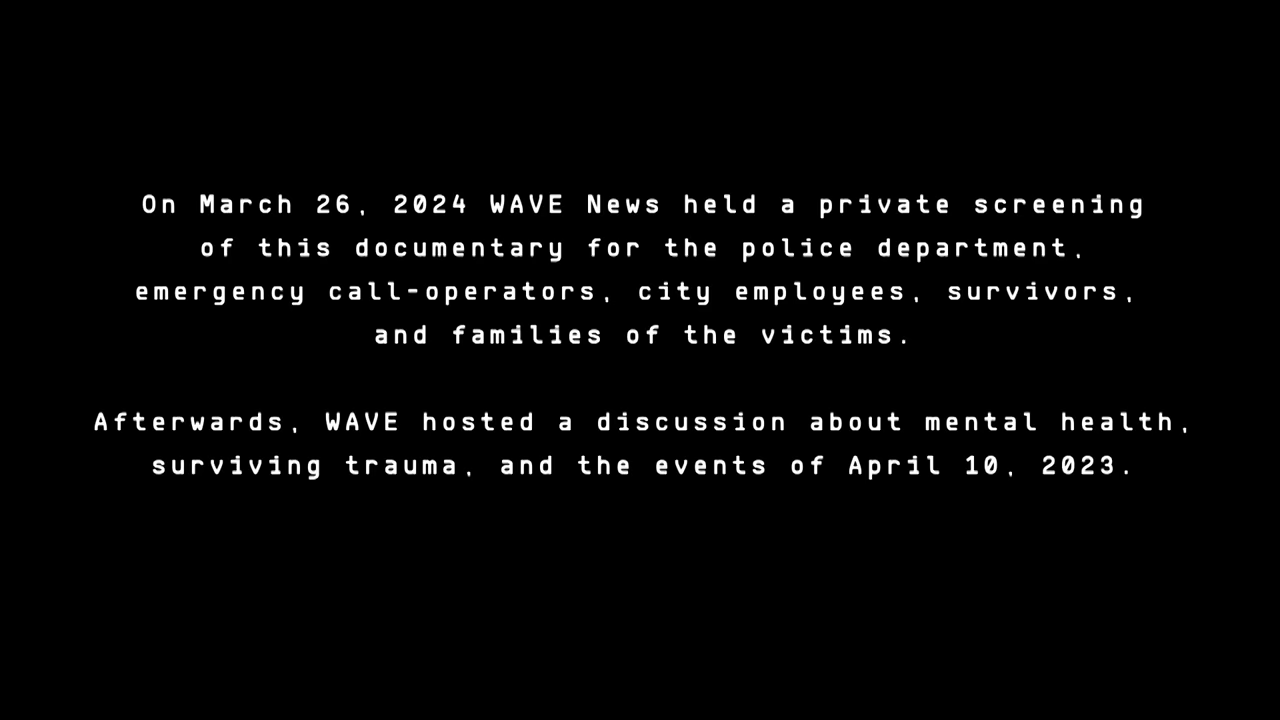 On March 26, 2024 WAVE News held a private screening
of this documentary for the police department,
emergency call-operators, city employees, survivors,
and families of the victims.
Afterwards, WAVE hosted a discussion about mental health,
surviving trauma, and the events of April 10, 2023.